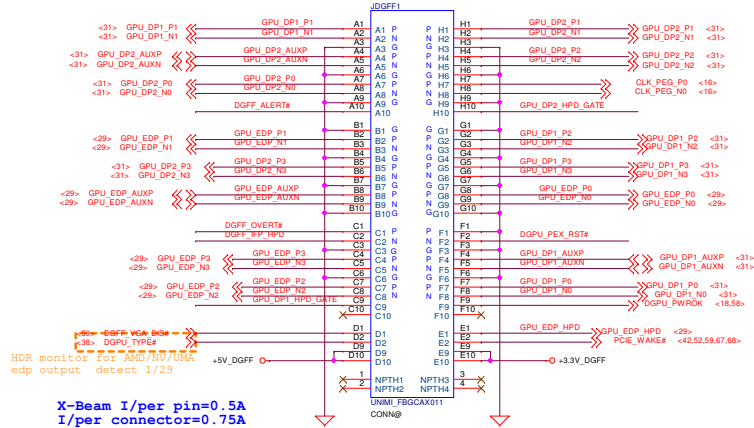 JDGFF1
<31> GPU_DP1_P1 GPU_DP1_P1 A1 A1 P P H1 H1 GPU_DP2_P1 GPU_DP2_P1 <31>
<31> GPU_DP1_N1 GPU_DP1_N1 A2 A2 N N H2 H2 GPU_DP2_N1 GPU_DP2_N1 <31>
A3 A3 G G H3 H3
<31> GPU_DP2_AUXP GPU_DP2_AUXP A4 A4 P P H4 H4 GPU_DP2_P2 GPU_DP2_P2 <31>
<31> GPU_DP2_AUXN GPU_DP2_AUXN A5 A5 N N H5 H5 GPU_DP2_N2 GPU_DP2_N2 <31>
A6 A6 G G H6 H6
<31> GPU_DP2_P0 GPU_DP2_P0 A7 A7 P P H7 H7 CLK_PEG_P0 <16>
<31> GPU_DP2_N0 GPU_DP2_N0 A8 A8 N N H8 H8 CLK_PEG_N0 <16>
A9 A9 G G H9 H9
DGFF_ALERT# A10 A10 H10 H10 GPU_DP2_HPD_GATE
B1 B1 G G G1 G1
<29> GPU_EDP_P1 GPU_EDP_P1 B2 B2 P P G2 G2 GPU_DP1_P2 GPU_DP1_P2 <31>
<29> GPU_EDP_N1 GPU_EDP_N1 B3 B3 N N G3 G3 GPU_DP1_N2 GPU_DP1_N2 <31>
B4 B4 G G G4 G4
<31> GPU_DP2_P3 GPU_DP2_P3 B5 B5 P P G5 G5 GPU_DP1_P3 GPU_DP1_P3 <31>
<31> GPU_DP2_N3 GPU_DP2_N3 B6 B6 N N G6 G6 GPU_DP1_N3 GPU_DP1_N3 <31>
B7 B7 G G G7 G7
<29> GPU_EDP_AUXP GPU_EDP_AUXP B8 B8 P P G8 G8 GPU_EDP_P0 GPU_EDP_P0 <29>
<29> GPU_EDP_AUXN GPU_EDP_AUXN B9 B9 N N G9 G9 GPU_EDP_N0 GPU_EDP_N0 <29>
B10 B10 G G G10 G10
DGFF_OVERT# C1 C1 P P F1 F1
DGFF_IFP_HPD C2 C2 N N F2 F2 DGPU_PEX_RST#
C3 C3 G G F3 F3
<29> GPU_EDP_P3 GPU_EDP_P3 C4 C4 P P F4 F4 GPU_DP1_AUXP GPU_DP1_AUXP <31>
<29> GPU_EDP_N3 GPU_EDP_N3 C5 C5 N N F5 F5 GPU_DP1_AUXN GPU_DP1_AUXN <31>
C6 C6 G G F6 F6
<29> GPU_EDP_P2 GPU_EDP_P2 C7 C7 P P F7 F7 GPU_DP1_P0 GPU_DP1_P0 <31>
<29> GPU_EDP_N2 GPU_EDP_N2 C8 C8 N N F8 F8 GPU_DP1_N0 GPU_DP1_N0 <31>
GPU_DP1_HPD_GATE C9 C9 F9 F9 DGPU_PWROK <18,58>
C10 C10 F10 F10
DGFF_VGA_DIS# D1 D1 E1 E1 GPU_EDP_HPD GPU_EDP_HPD <29>
<38> DGPU_TYPE# D2 D2 E2 E2 PCIE_WAKE# <42,52,59,67,68>
HDR monitor for AMD/NV/UMA
edp output detect 1/29
D9 D9 E9 E9
+5V_DGFF D10 D10 E10 E10 +3.3V_DGFF
1 NPTH1 NPTH3 3
2 NPTH2 NPTH4 4
UNIMI_FBGCAX011
CONN@
X-Beam I/per pin=0.5A
I/per connector=0.75A